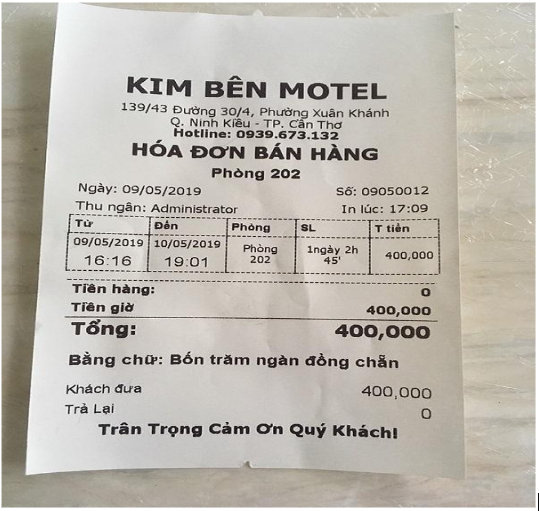 KIM BÊN MOTEL
139/43 Đường 30/4, Phường Xuân Khánh
Q. Ninh Kiều - TP. Cần Thơ
Hotline: 0939.673.132
HÓA ĐƠN BÁN HÀNG
Phòng 202
Ngày: 09/05/2019 Số: 09050012
Thu ngân: Administrator In lúc: 17:09
Từ Đến Phòng SL T tiền
09/05/2019 10/05/2019 Phòng 1ngày 2h 400,000
16:16 19:01 202 45'
Tiền hàng: 0
Tiền giờ 400,000
Tổng: 400,000
Bằng chữ: Bốn trăm ngàn đồng chẵn
Khách đưa 400,000
Trả Lại 0
Trân Trọng Cảm Ơn Quý Khách!